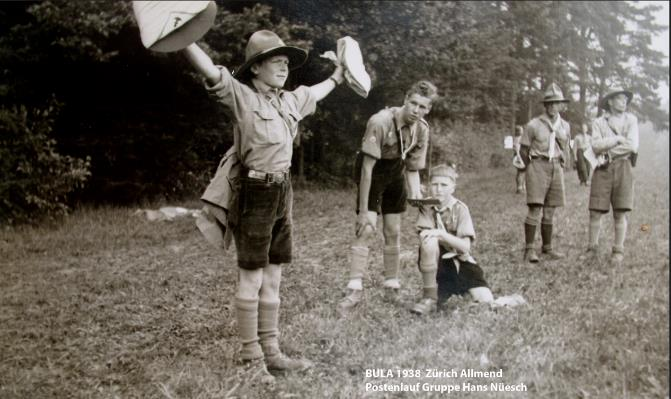 BULA 1938 Zürich Allmend
Postenlauf Gruppe Hans Nüesch